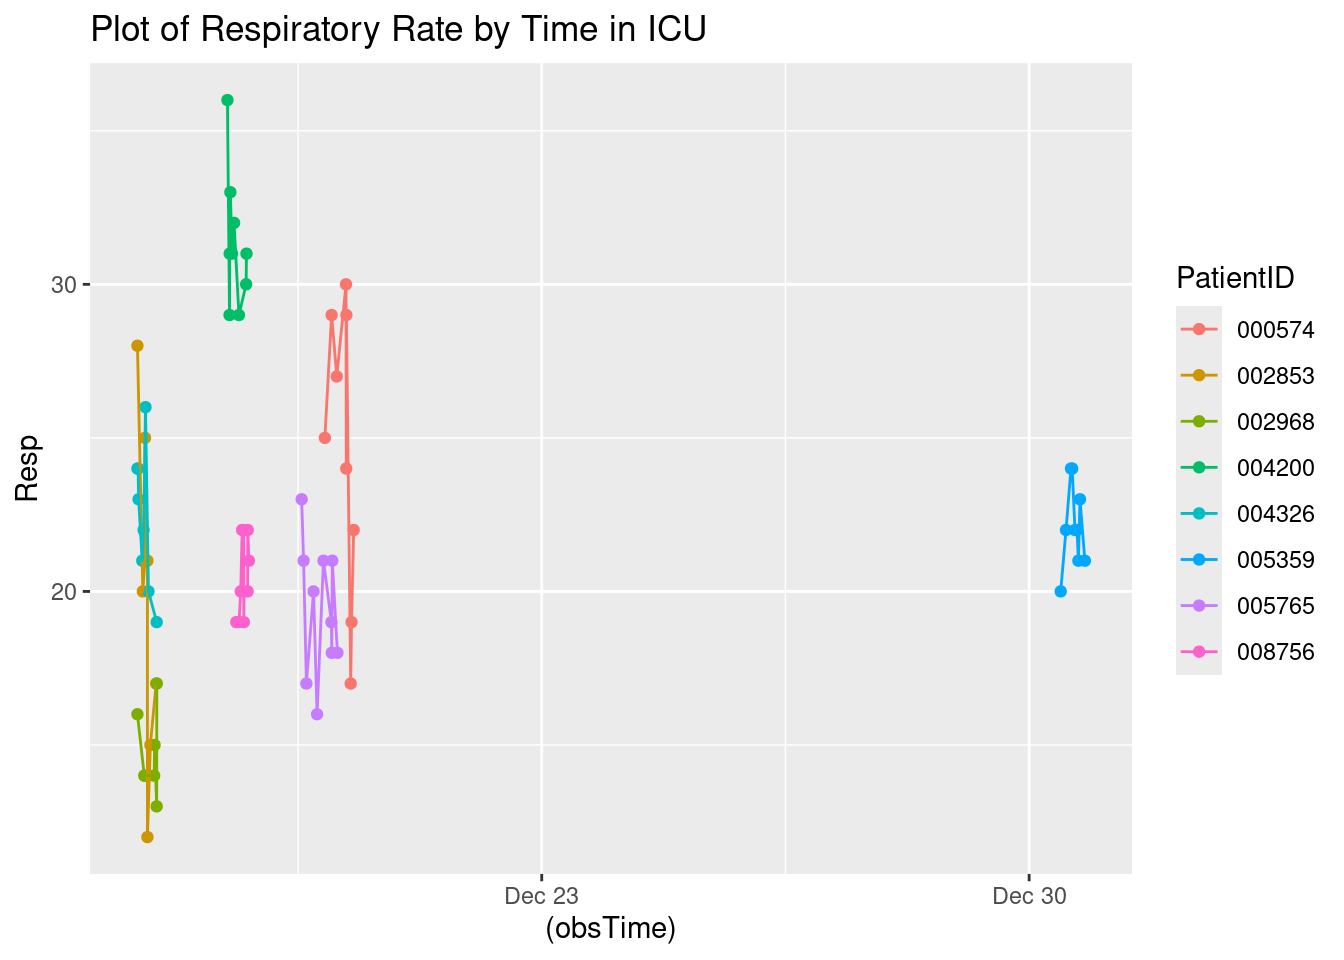 Plot of Respiratory Rate by Time in ICU
Resp
30
20
Dec 23
Dec 30
(obsTime)
PatientID
000574
002853
002968
004200
004326
005359
005765
008756